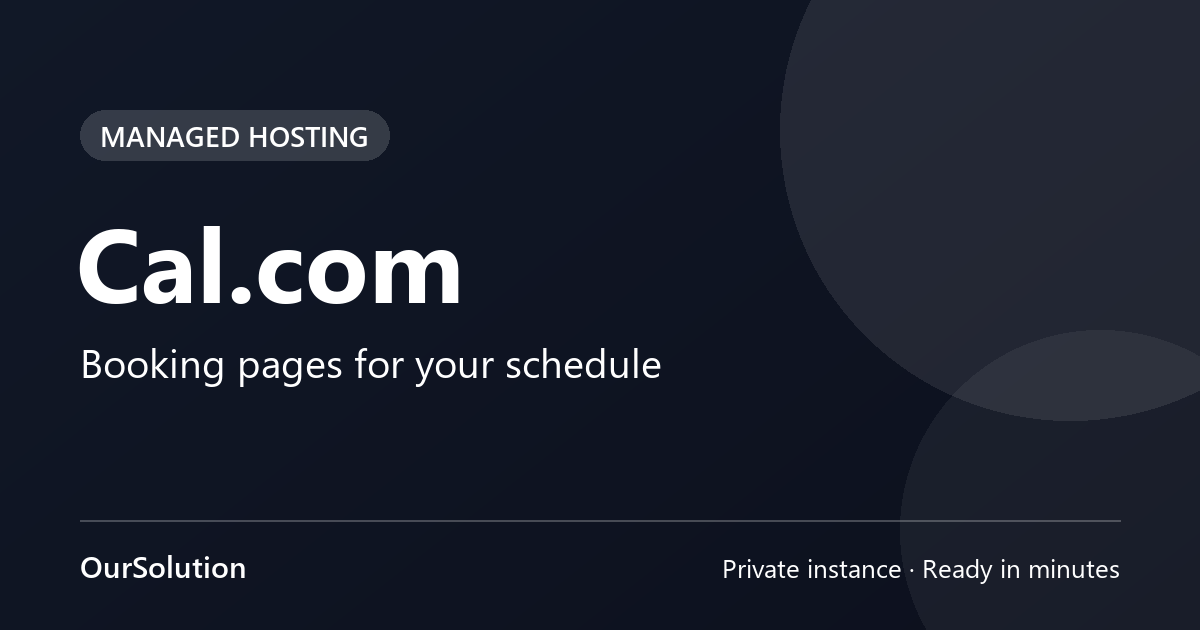 MANAGED HOSTING
Cal.com
Booking pages for your schedule
OurSolution
Private instance · Ready in minutes